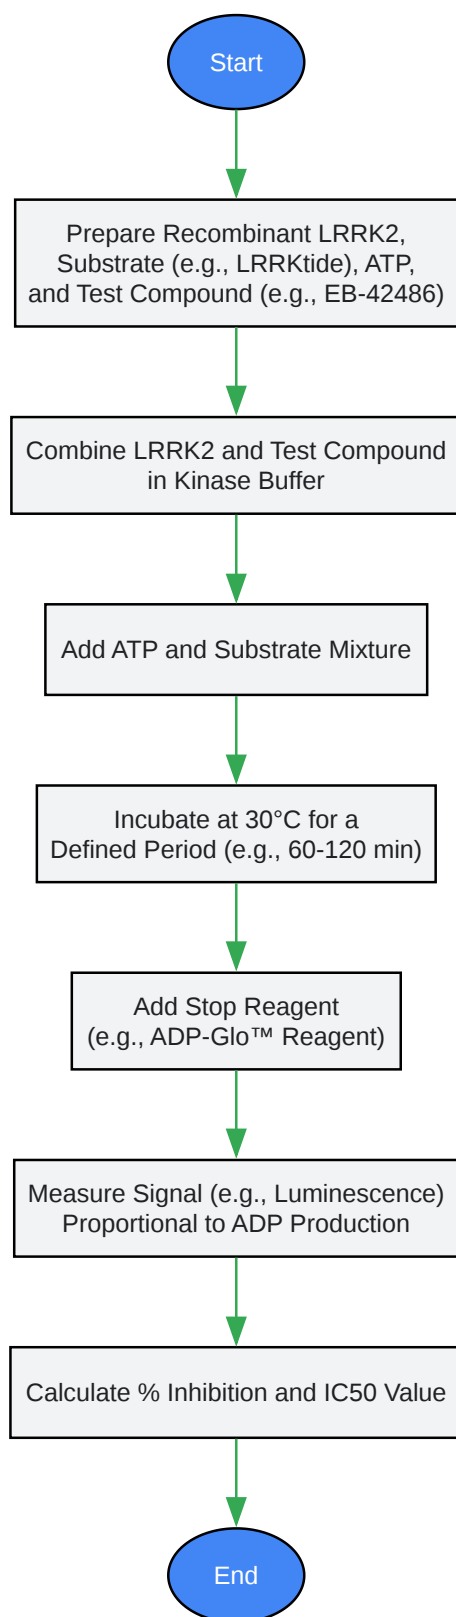 Start
Prepare Recombinant LRRK2,
Substrate (e.g., LRRKtide), ATP,
and Test Compound (e.g., EB-42486)
Combine LRRK2 and Test Compound
in Kinase Buffer
Add ATP and Substrate Mixture
Incubate at 30°C for a
Defined Period (e.g., 60-120 min)
Add Stop Reagent
(e.g., ADP-Glo™ Reagent)
Measure Signal (e.g., Luminescence)
Proportional to ADP Production
Calculate % Inhibition and IC50 Value
End